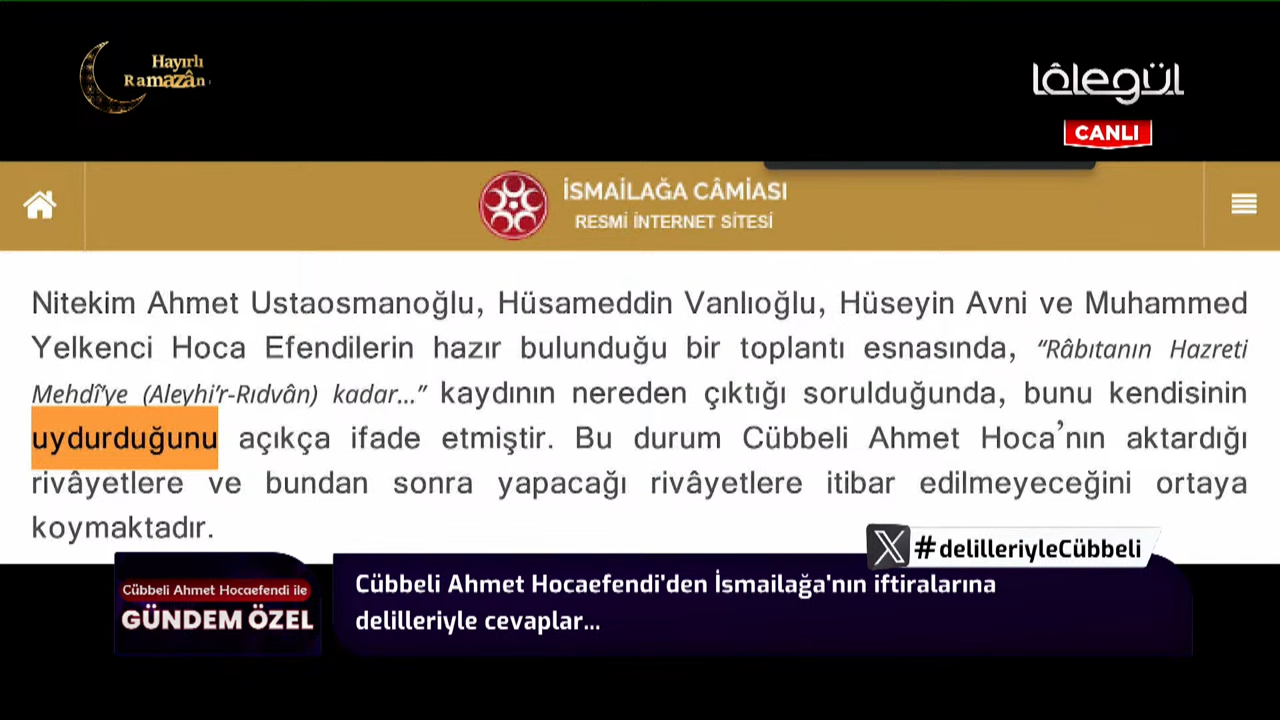 Hayırlı
Ramazân
lâlegül
CANLI
İSMAİLAĞA CÂMİASI
RESMİ İNTERNET SİTESİ
Nitekim Ahmet Ustaosmanoğlu, Hüsameddin Vanlıoğlu, Hüseyin Avni ve Muhammed
Yelkenci Hoca Efendilerin hazır bulunduğu bir toplantı esnasında, “Râbıtanın Hazreti
Mehdî’ye (Aleyhi’r-Rıdvân) kadar...” kaydının nereden çıktığı sorulduğunda, bunu kendisinin
uydurduğunu açıkça ifade etmiştir. Bu durum Cübbeli Ahmet Hoca’nın aktardığı
rivâyetlere ve bundan sonra yapacağı rivâyetlere itibar edilmeyeceğini ortaya
koymaktadır.
#delilleriyleCübbeli
Cübbeli Ahmet Hocaefendi ile
GÜNDEM ÖZEL
Cübbeli Ahmet Hocaefendi'den İsmailağa'nın iftiralarına
delilleriyle cevaplar...